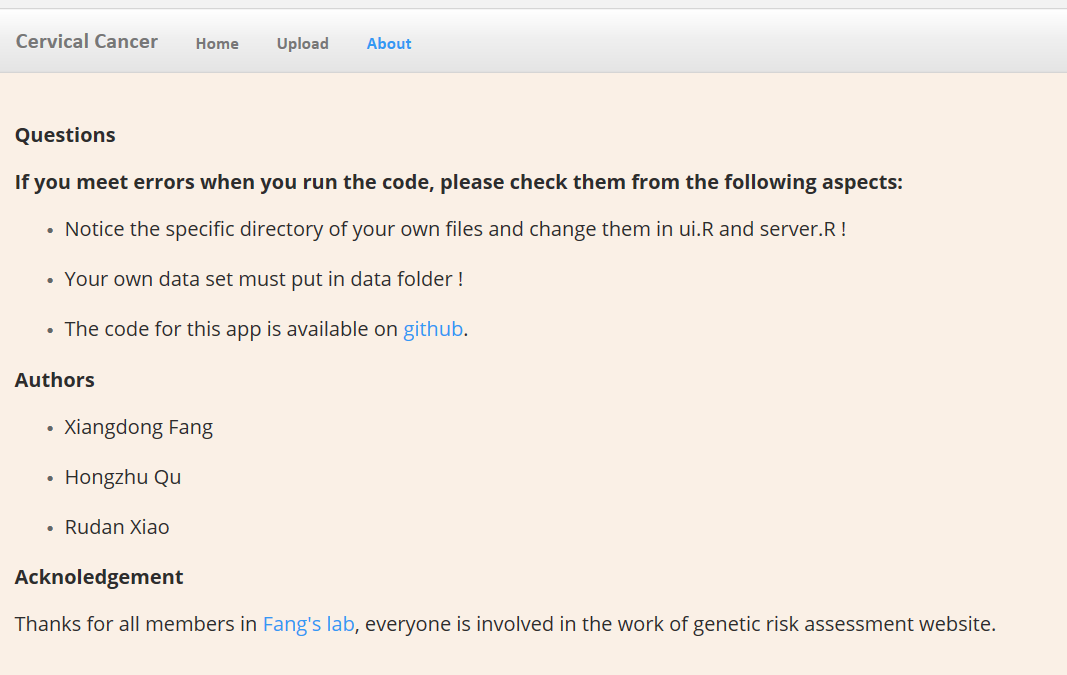 Cervical Cancer Home Upload About
Questions
If you meet errors when you run the code, please check them from the following aspects:
Notice the specific directory of your own files and change them in ui.R and server.R !
Your own data set must put in data folder !
The code for this app is available on github.
Authors
Xiangdong Fang
Hongzhu Qu
Rudan Xiao
Acknoledgement
Thanks for all members in Fang's lab, everyone is involved in the work of genetic risk assessment website.